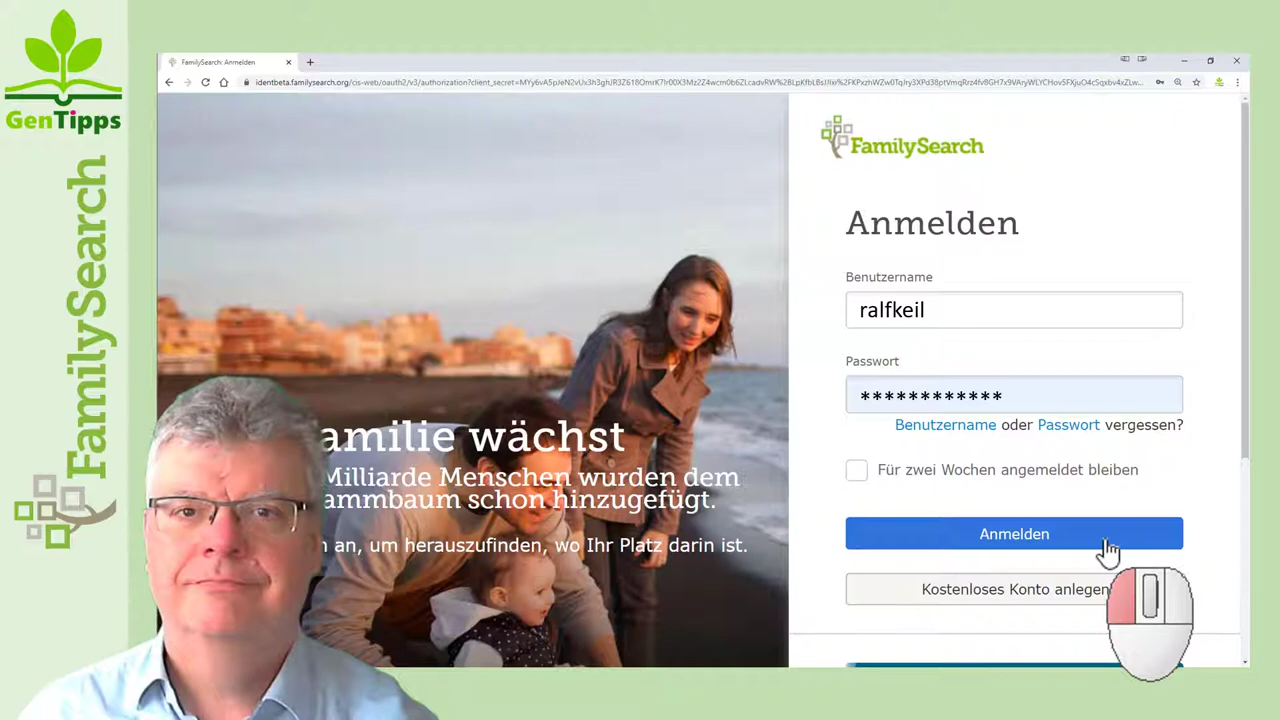 GenTipps
FamilySearch
FamilySearch: Anmelden
FamilySearch
Anmelden
Benutzername
ralfkeil
Passwort
************
Benutzername oder Passwort vergessen?
Für zwei Wochen angemeldet bleiben
Anmelden
Kostenloses Konto anlegen
amilie wächst
Milliarde Menschen wurden dem
ammbaum schon hinzugefügt.
an, um herauszufinden, wo Ihr Platz darin ist.